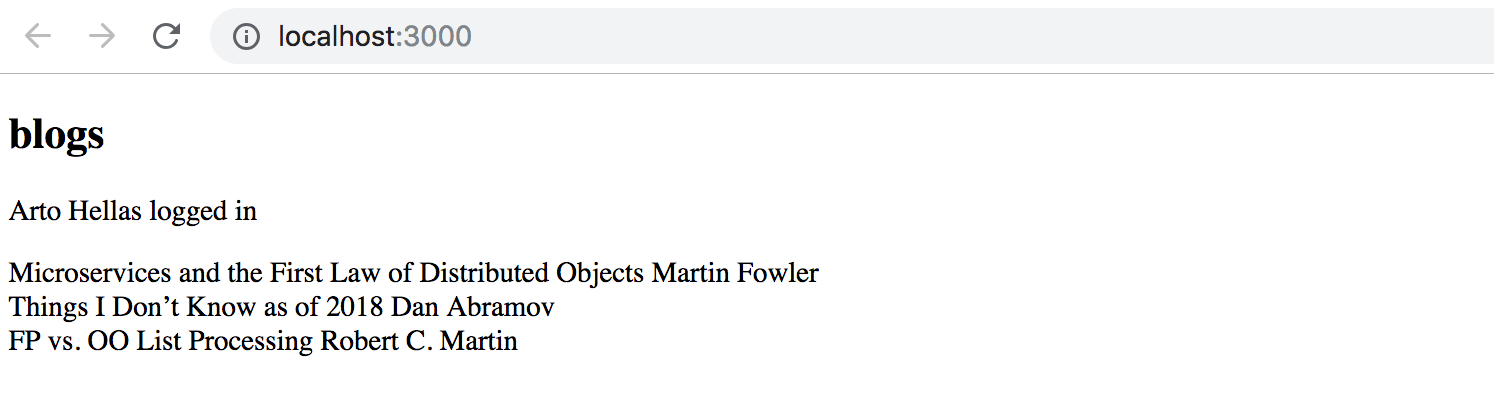 localhost:3000
blogs
Arto Hellas logged in
Microservices and the First Law of Distributed Objects Martin Fowler
Things I Don’t Know as of 2018 Dan Abramov
FP vs. OO List Processing Robert C. Martin